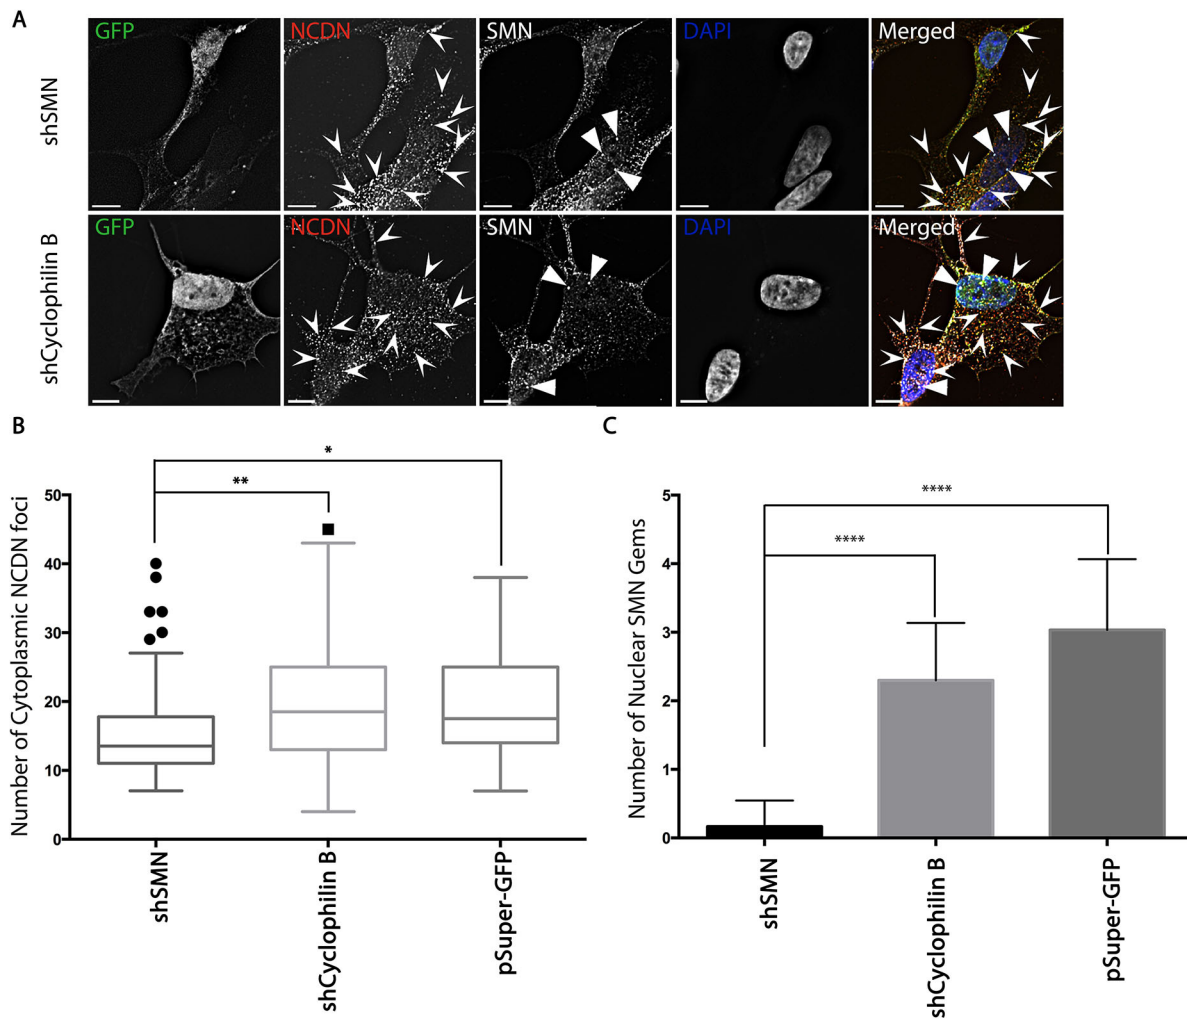 A
GFP NCDN SMN DAPI Merged
shSMN
GFP NCDN SMN DAPI Merged
shCyclophilin B
B
Number of Cytoplasmic NCDN foci
* 
**
50
40
30
20
10
0
shSMN
shCyclophilin B
pSuper-GFP
C
Number of Nuclear SMN Gems
****
****
5
4
3
2
1
0
shSMN
shCyclophilin B
pSuper-GFP